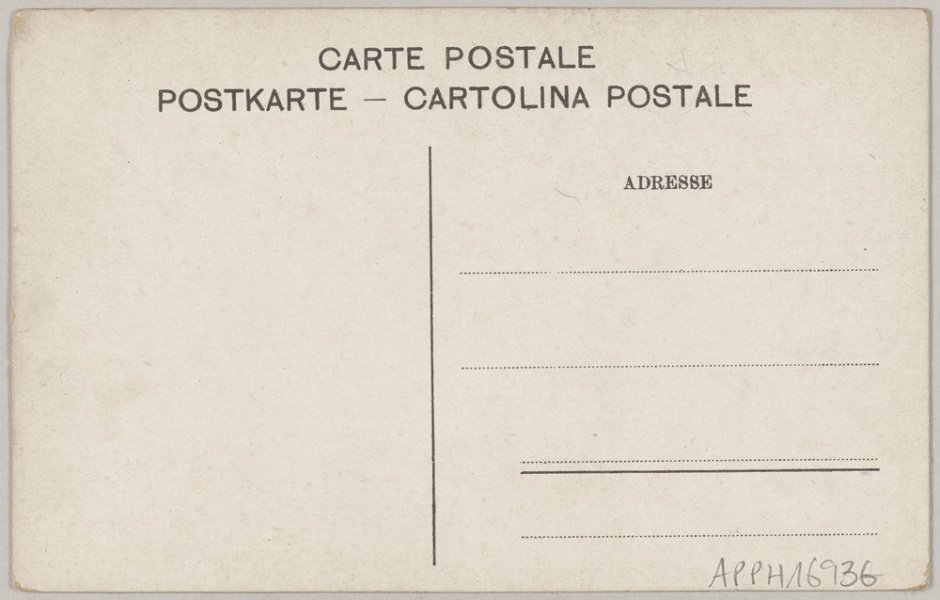 CARTE POSTALE
POSTKARTE — CARTOLINA POSTALE
ADRESSE
APPH16936